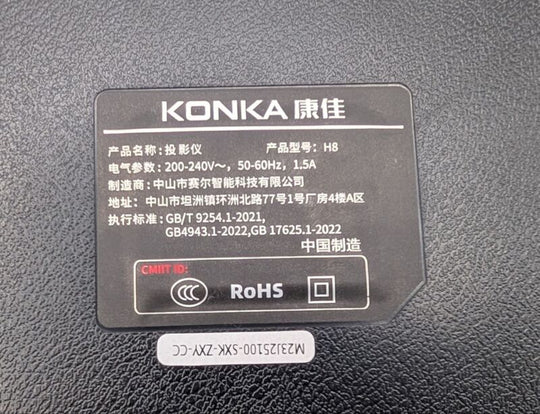 KONKA 康佳
产品名称: 投影仪 产品型号: H8
电气参数: 200-240V～, 50-60Hz, 1.5A
制造商: 中山市赛尔智能科技有限公司
地址: 中山市坦洲镇环洲北路77号1号厂房4楼A区
执行标准: GB/T 9254.1-2021,
GB4943.1-2022,GB 17625.1-2022
中国制造
CMIIT ID:
CCC RoHS
M23J25100-SXK-ZXY-CC